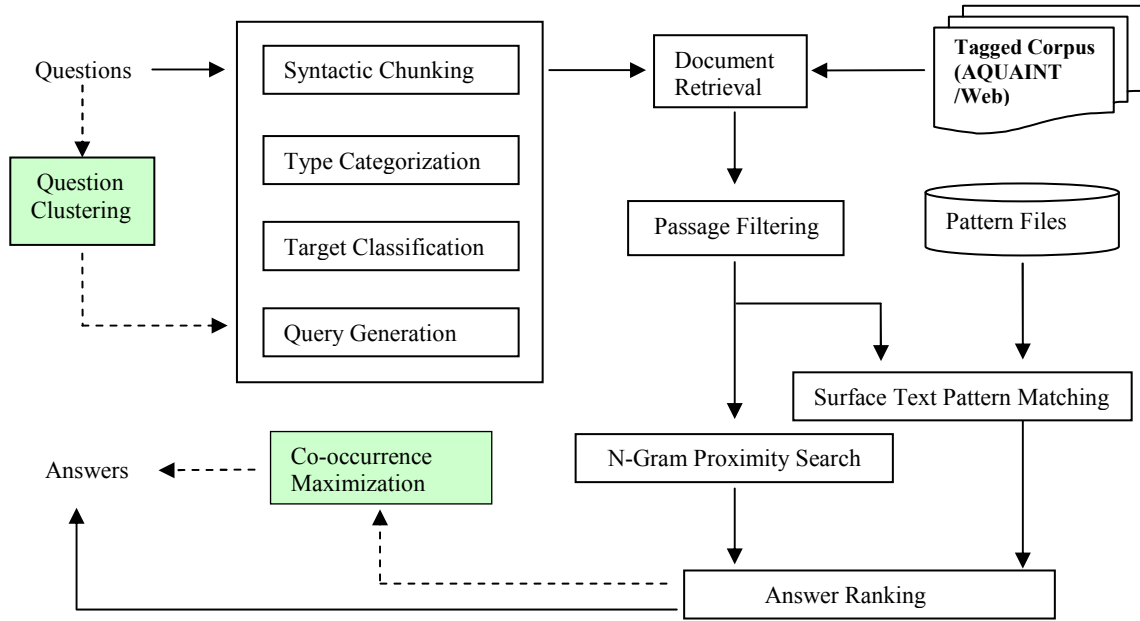 Questions
Syntactic Chunking
Document
Retrieval
Tagged Corpus
(AQUAINT
/Web)
Question
Clustering
Type Categorization
Target Classification
Query Generation
Passage Filtering
Pattern Files
Surface Text Pattern Matching
N-Gram Proximity Search
Co-occurrence
Maximization
Answers
Answer Ranking